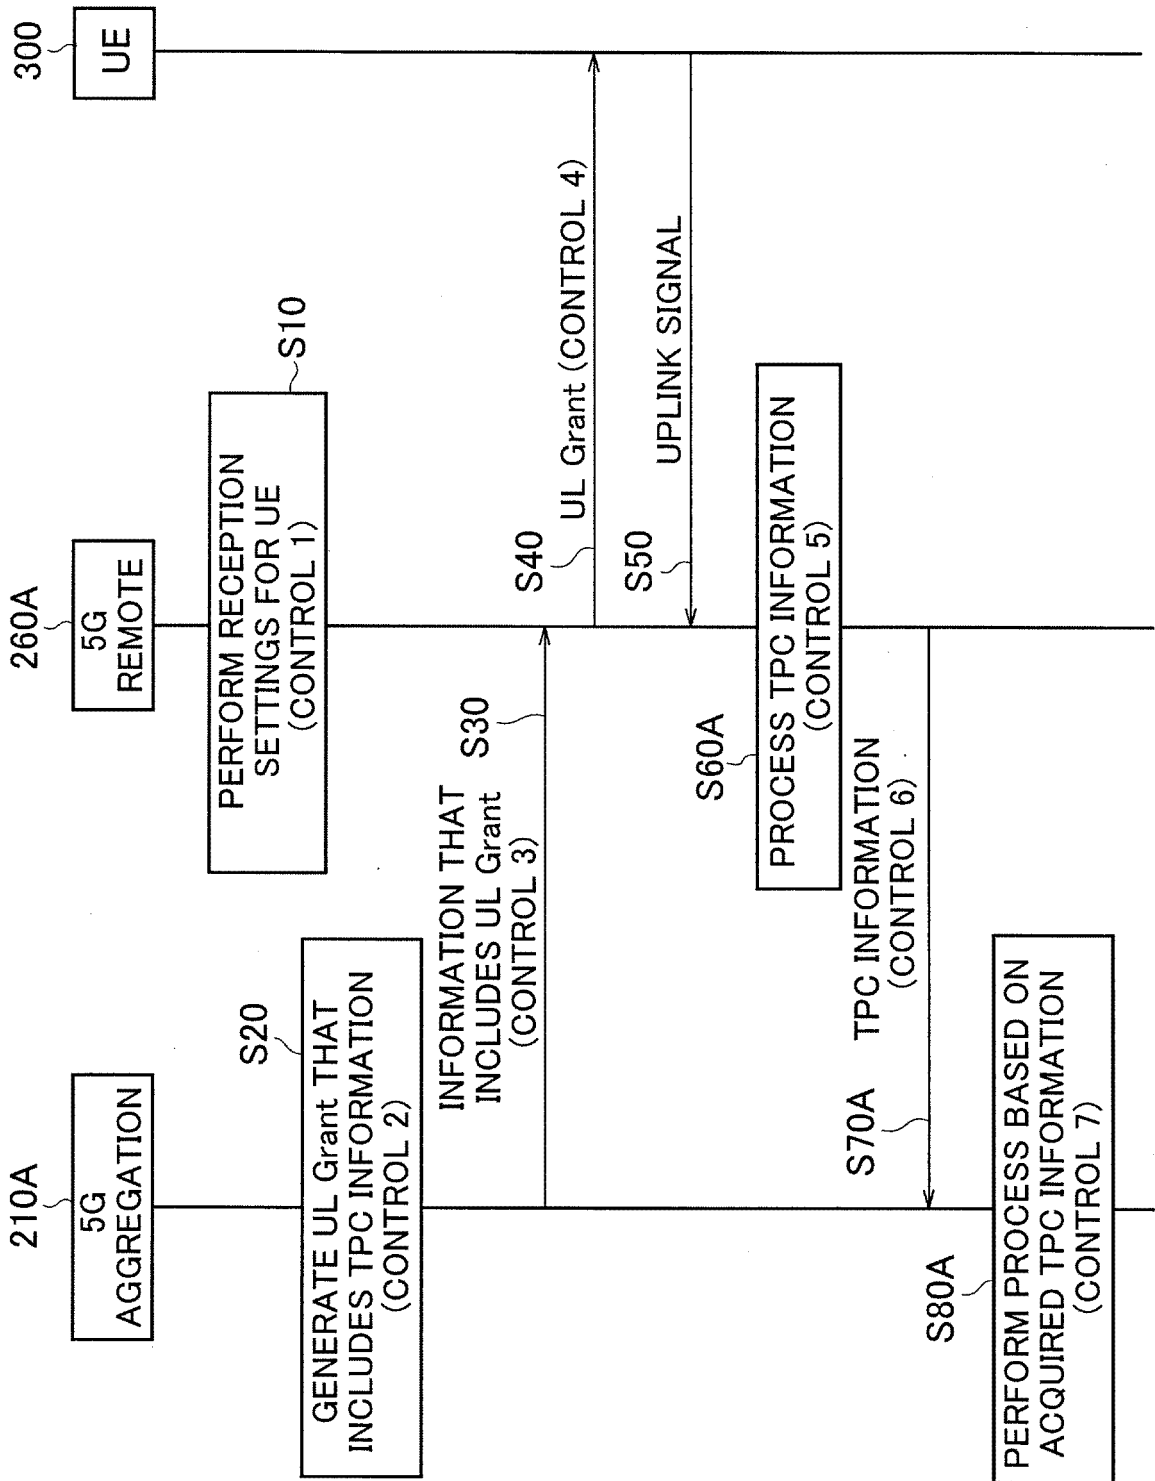 210A
5G
AGGREGATION
260A
5G
REMOTE
300
UE
PERFORM RECEPTION
SETTINGS FOR UE
(CONTROL 1)
S10
S20
GENERATE UL Grant THAT
INCLUDES TPC INFORMATION
(CONTROL 2)
INFORMATION THAT
INCLUDES UL Grant
(CONTROL 3)
S30
S40
UL Grant (CONTROL 4)
S50
UPLINK SIGNAL
S60A
PROCESS TPC INFORMATION
(CONTROL 5)
S70A
TPC INFORMATION
(CONTROL 6)
S80A
PERFORM PROCESS BASED ON
ACQUIRED TPC INFORMATION
(CONTROL 7)